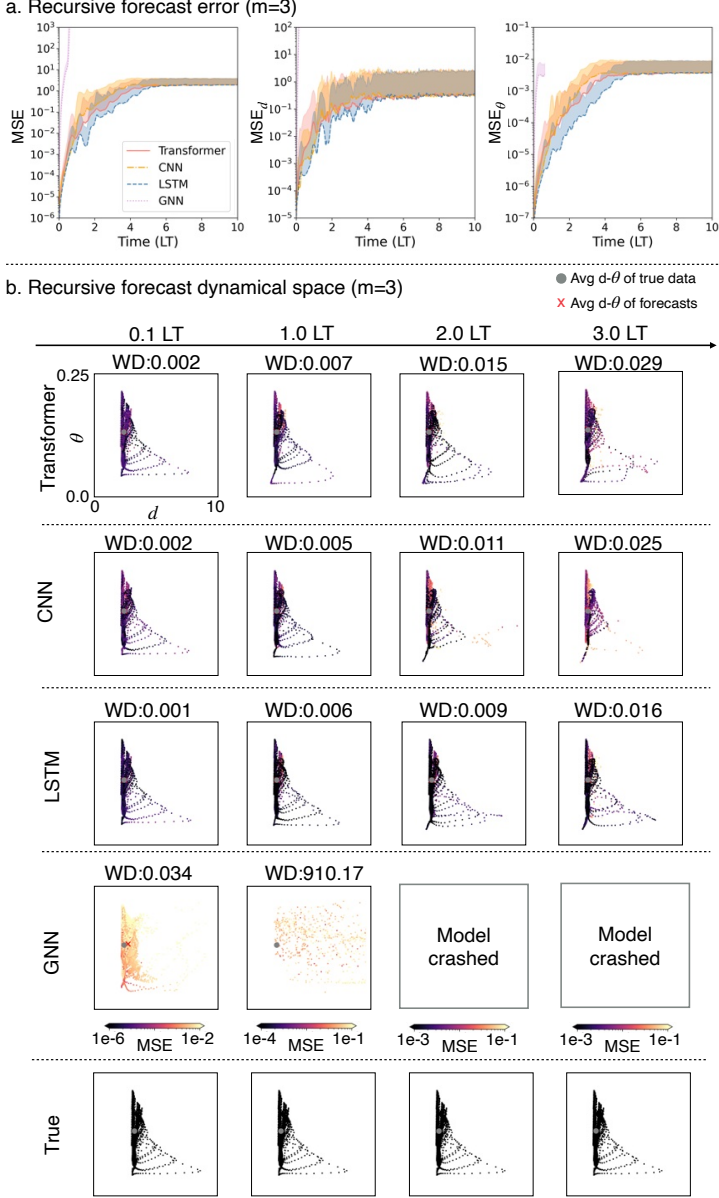 a. Recursive forecast error (m=3)
10³ 10² 10¹ 10⁰ 10⁻¹ 10⁻² 10⁻³ 10⁻⁴ 10⁻⁵ 10⁻⁶
MSE
Transformer
CNN
LSTM
GNN
0 2 4 6 8 10
Time (LT)
10² 10¹ 10⁰ 10⁻¹ 10⁻² 10⁻³ 10⁻⁴ 10⁻⁵
MSE_d
0 2 4 6 8 10
Time (LT)
10⁻¹ 10⁻² 10⁻³ 10⁻⁴ 10⁻⁵ 10⁻⁶ 10⁻⁷
MSE_θ
0 2 4 6 8 10
Time (LT)
b. Recursive forecast dynamical space (m=3)
Avg d-θ of true data
x Avg d-θ of forecasts
0.1 LT 1.0 LT 2.0 LT 3.0 LT
WD:0.002 WD:0.007 WD:0.015 WD:0.029
Transformer
0.25
θ
0.0
0 d 10
WD:0.002 WD:0.005 WD:0.011 WD:0.025
CNN
WD:0.001 WD:0.006 WD:0.009 WD:0.016
LSTM
WD:0.034 WD:910.17
GNN
Model crashed
Model crashed
1e-6 MSE 1e-2
1e-4 MSE 1e-1
1e-3 MSE 1e-1
1e-3 MSE 1e-1
True